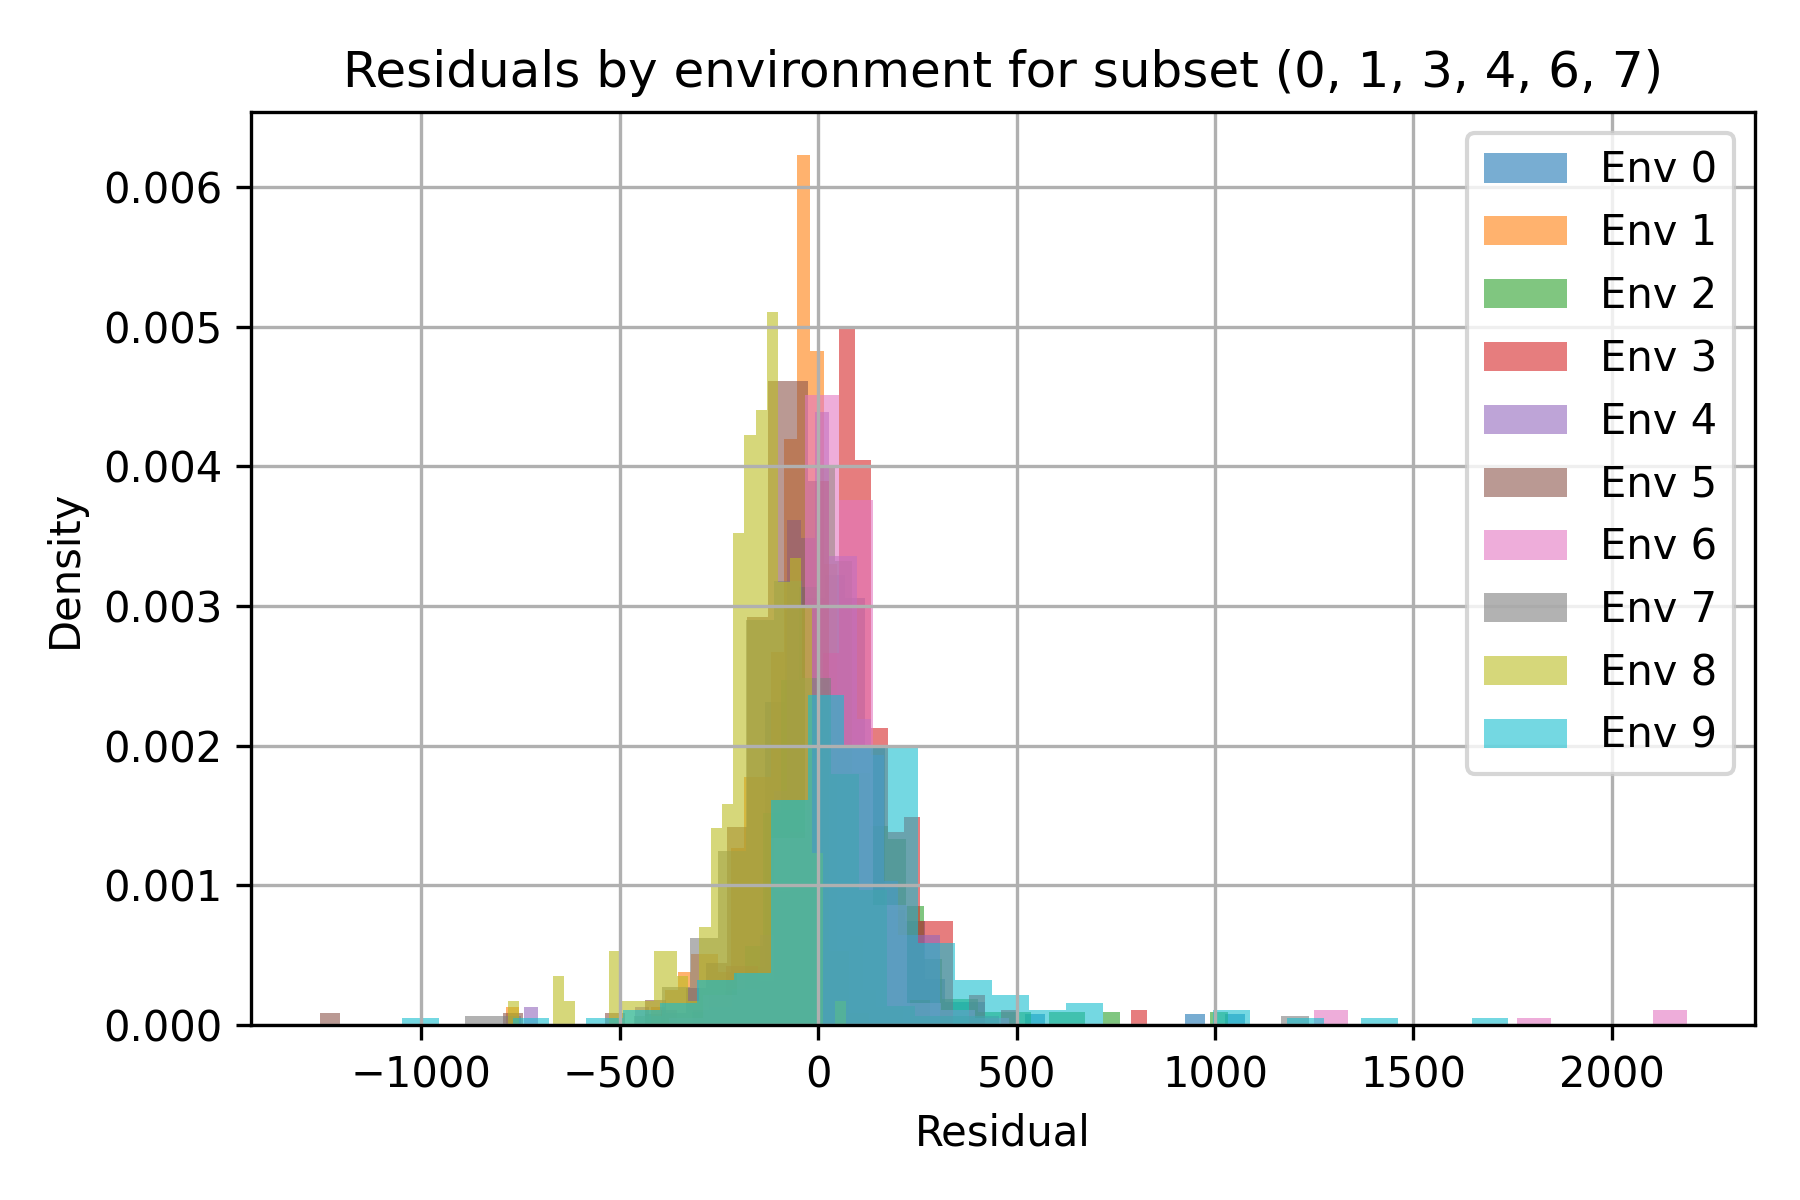 Residuals by environment for subset (0, 1, 3, 4, 6, 7)
Env 0
Env 1
Env 2
Env 3
Env 4
Env 5
Env 6
Env 7
Env 8
Env 9
0.006
0.005
0.004
0.003
0.002
0.001
0.000
Density
−1000 −500 0 500 1000 1500 2000
Residual